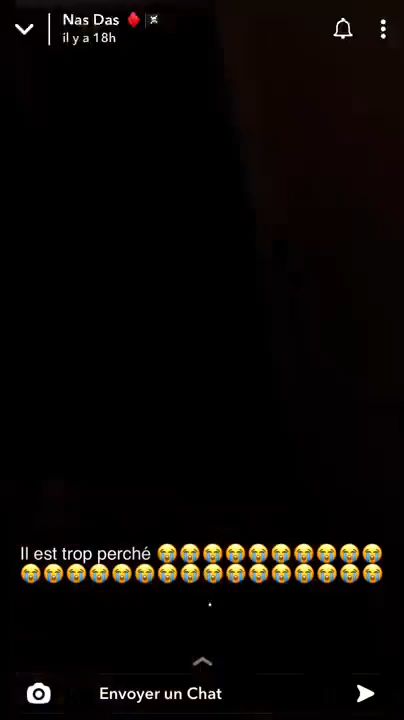 Nas Das ♦️
il y a 18h
Il est trop perché 😭😭😭😭😭😭😭😭😭😭
😭😭😭😭😭😭😭😭😭😭😭😭😭😭😭😭
Envoyer un Chat